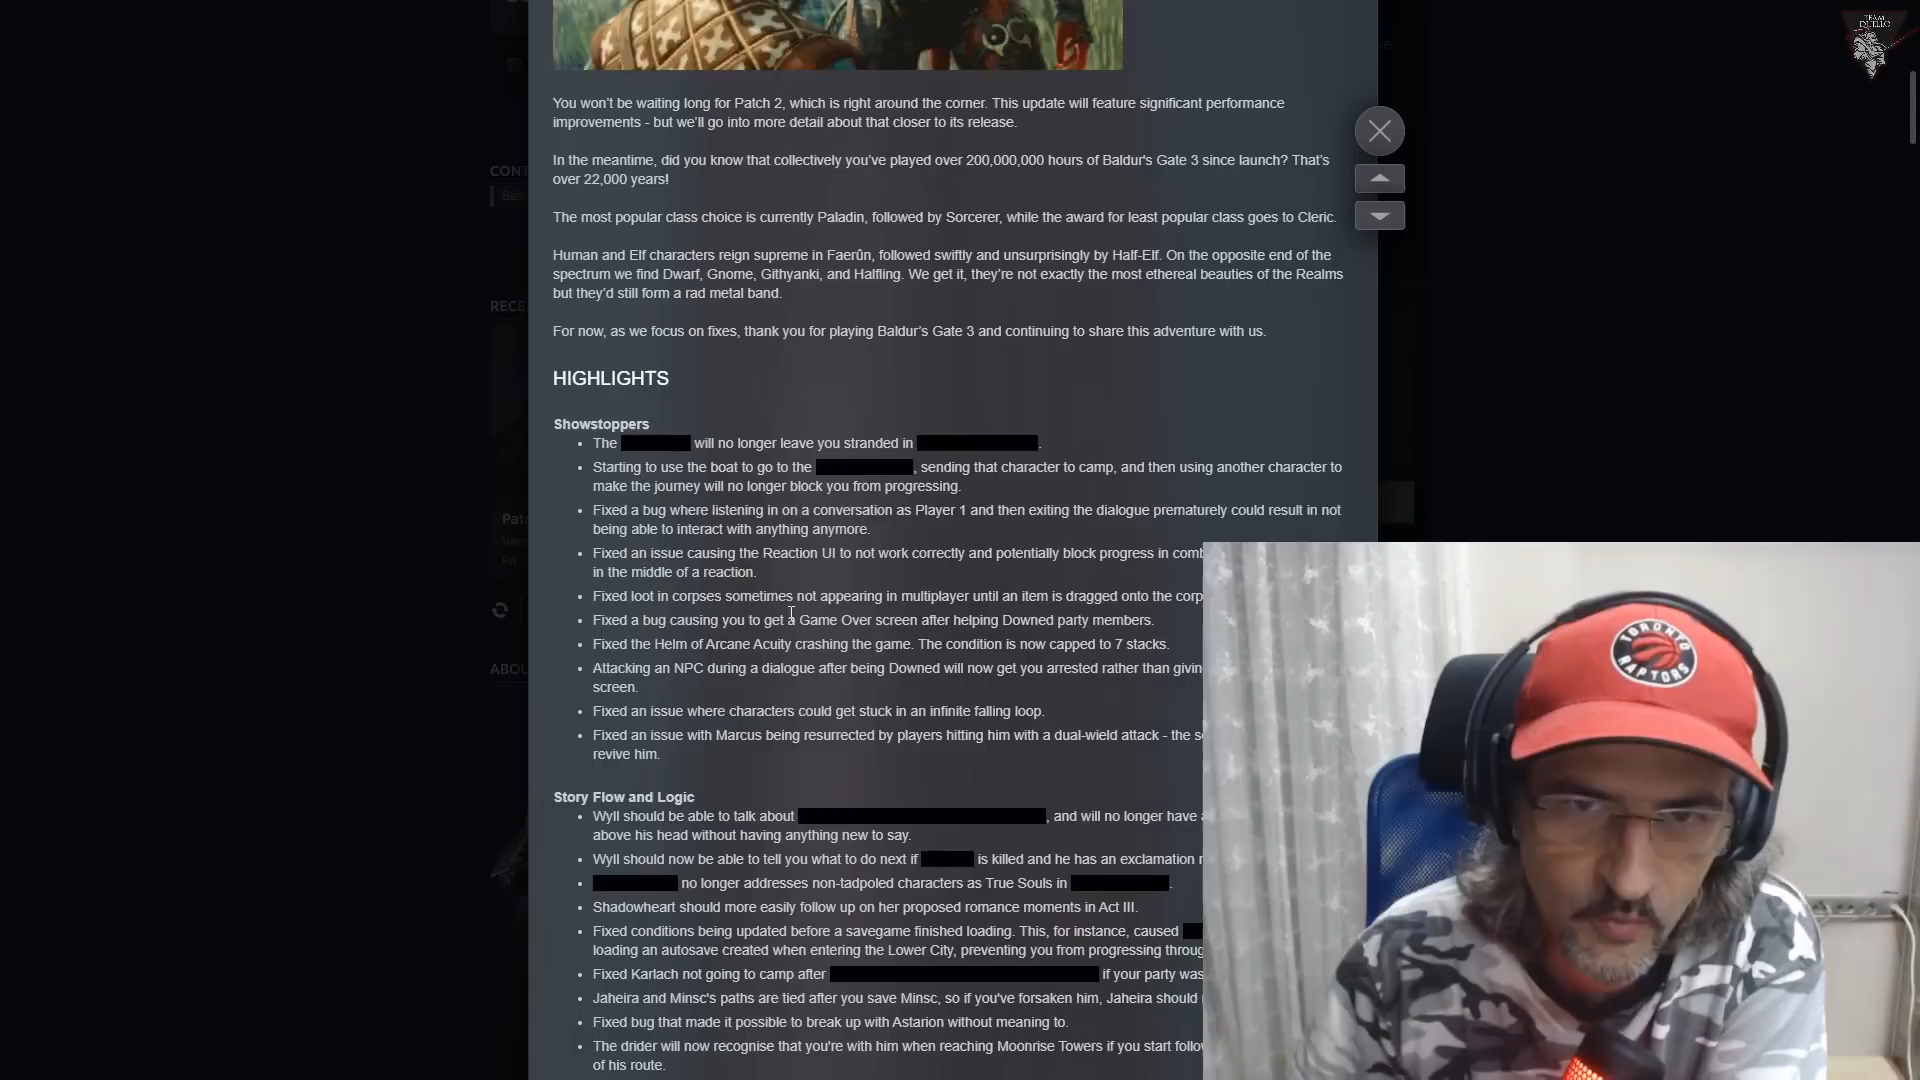 TEAM
DUELLO
You won’t be waiting long for Patch 2, which is right around the corner. This update will feature significant performance
improvements - but we’ll go into more detail about that closer to its release.
In the meantime, did you know that collectively you’ve played over 200,000,000 hours of Baldur's Gate 3 since launch? That’s
over 22,000 years!
The most popular class choice is currently Paladin, followed by Sorcerer, while the award for least popular class goes to Cleric.
Human and Elf characters reign supreme in Faerûn, followed swiftly and unsurprisingly by Half-Elf. On the opposite end of the
spectrum we find Dwarf, Gnome, Githyanki, and Halfling. We get it, they’re not exactly the most ethereal beauties of the Realms
but they’d still form a rad metal band.
For now, as we focus on fixes, thank you for playing Baldur’s Gate 3 and continuing to share this adventure with us.
HIGHLIGHTS
Showstoppers
The will no longer leave you stranded in .
Starting to use the boat to go to the , sending that character to camp, and then using another character to
make the journey will no longer block you from progressing.
Fixed a bug where listening in on a conversation as Player 1 and then exiting the dialogue prematurely could result in not
being able to interact with anything anymore.
Fixed an issue causing the Reaction UI to not work correctly and potentially block progress in comb
in the middle of a reaction.
Fixed loot in corpses sometimes not appearing in multiplayer until an item is dragged onto the corp
Fixed a bug causing you to get a Game Over screen after helping Downed party members.
Fixed the Helm of Arcane Acuity crashing the game. The condition is now capped to 7 stacks.
Attacking an NPC during a dialogue after being Downed will now get you arrested rather than givin
screen.
Fixed an issue where characters could get stuck in an infinite falling loop.
Fixed an issue with Marcus being resurrected by players hitting him with a dual-wield attack - the s
revive him.
Story Flow and Logic
Wyll should be able to talk about , and will no longer have
above his head without having anything new to say.
Wyll should now be able to tell you what to do next if is killed and he has an exclamation
no longer addresses non-tadpoled characters as True Souls in .
Shadowheart should more easily follow up on her proposed romance moments in Act III.
Fixed conditions being updated before a savegame finished loading. This, for instance, caused
loading an autosave created when entering the Lower City, preventing you from progressing throug
Fixed Karlach not going to camp after if your party was
Jaheira and Minsc's paths are tied after you save Minsc, so if you've forsaken him, Jaheira should
Fixed bug that made it possible to break up with Astarion without meaning to.
The drider will now recognise that you're with him when reaching Moonrise Towers if you start follo
of his route.
CONT
RECE
Patc
ABOU
TORONTO
RAPTORS